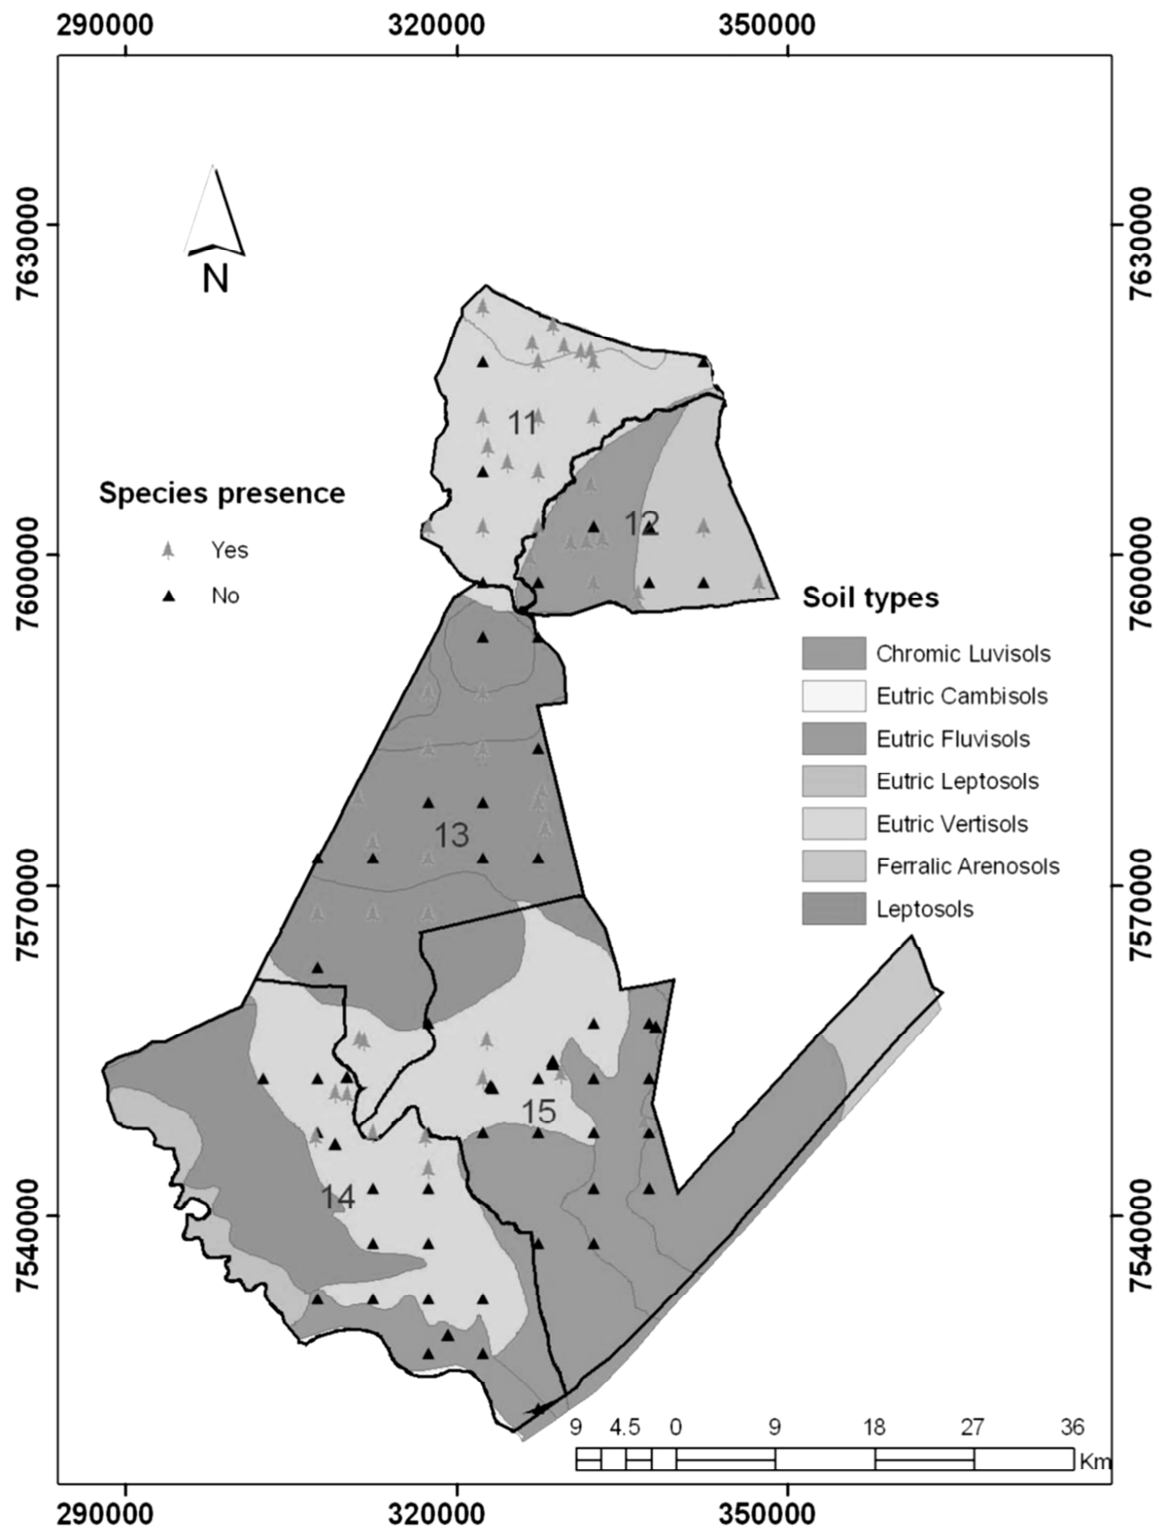 290000 320000 350000
7630000 7630000
N
11
Species presence
12
Yes
7600000 7600000
No
Soil types
Chromic Luvisols
Eutric Cambisols
Eutric Fluvisols
Eutric Leptosols
13
Eutric Vertisols
Ferralic Arenosols
7570000 7570000
Leptosols
15
14
7540000 7540000
9 4.5 0 9 18 27 36
Km
290000 320000 350000